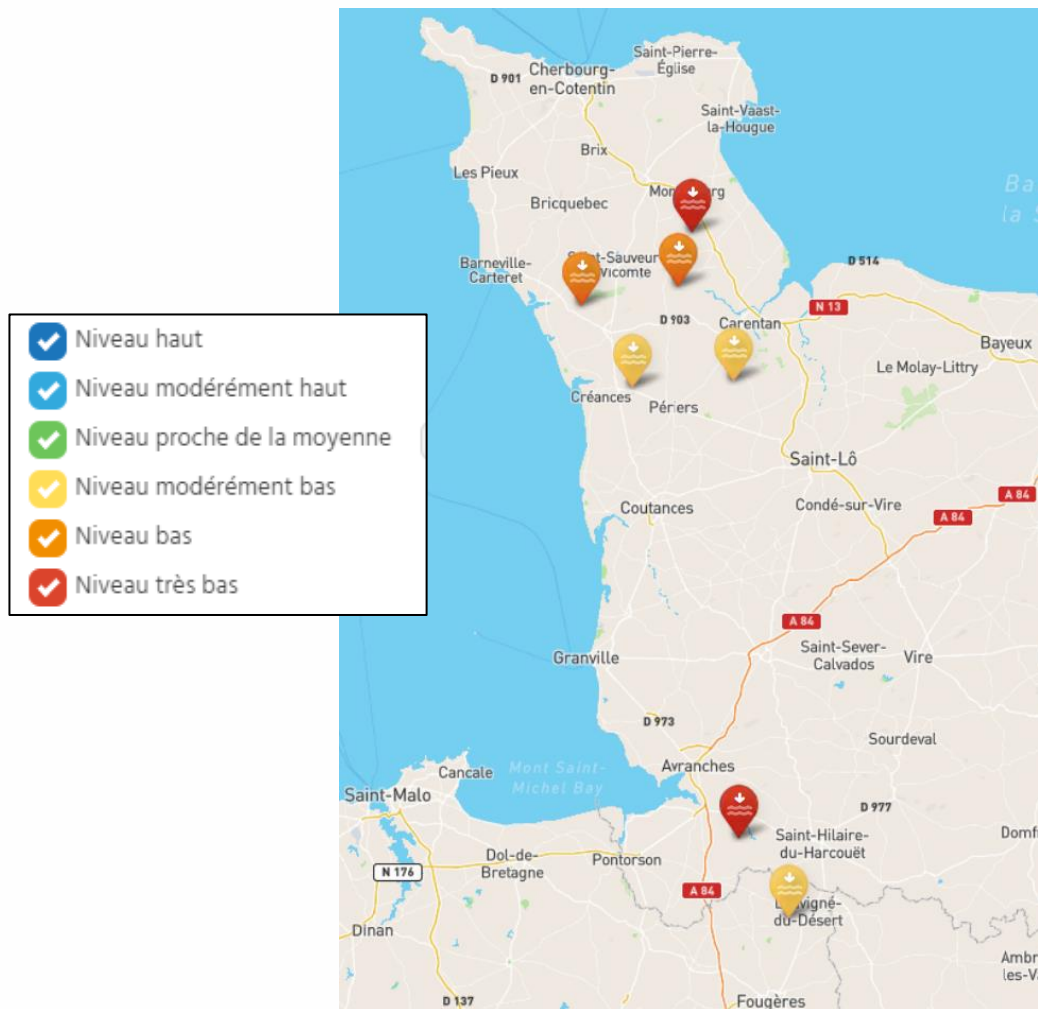 Niveau haut
Niveau modérément haut
Niveau proche de la moyenne
Niveau modérément bas
Niveau bas
Niveau très bas
Saint-Pierre-
Église
D 901
Cherbourg-
en-Cotentin
Saint-Vaast-
la-Hougue
Brix
Les Pieux
Bricquebec
Barneville-
Carteret
Vicomte
D 514
D 903
Carentan
N 13
Bayeux
Le Molay-Littry
Créances
Périers
Saint-Lô
Coutances
Condé-sur-Vire
A 84
A 84
A 84
Granville
Saint-Sever-
Calvados
Vire
D 973
Sourdeval
Avranches
Cancale
Mont Saint-
Michel Bay
Saint-Malo
D 977
Saint-Hilaire-
du-Harcouët
Domf
Dol-de-
Bretagne
Pontorson
N 176
A 84
du-Désert
Dinan
Ambr
les-Va
D 137
Fougères